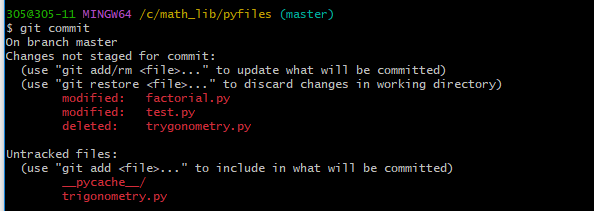 305@305-11 MINGW64 /c/math_lib/pyfiles (master)
$ git commit
On branch master
Changes not staged for commit:
  (use "git add/rm <file>..." to update what will be committed)
  (use "git restore <file>..." to discard changes in working directory)
        modified:   factorial.py
        modified:   test.py
        deleted:    trygonometry.py

Untracked files:
  (use "git add <file>..." to include in what will be committed)
        __pycache__/
        trigonometry.py